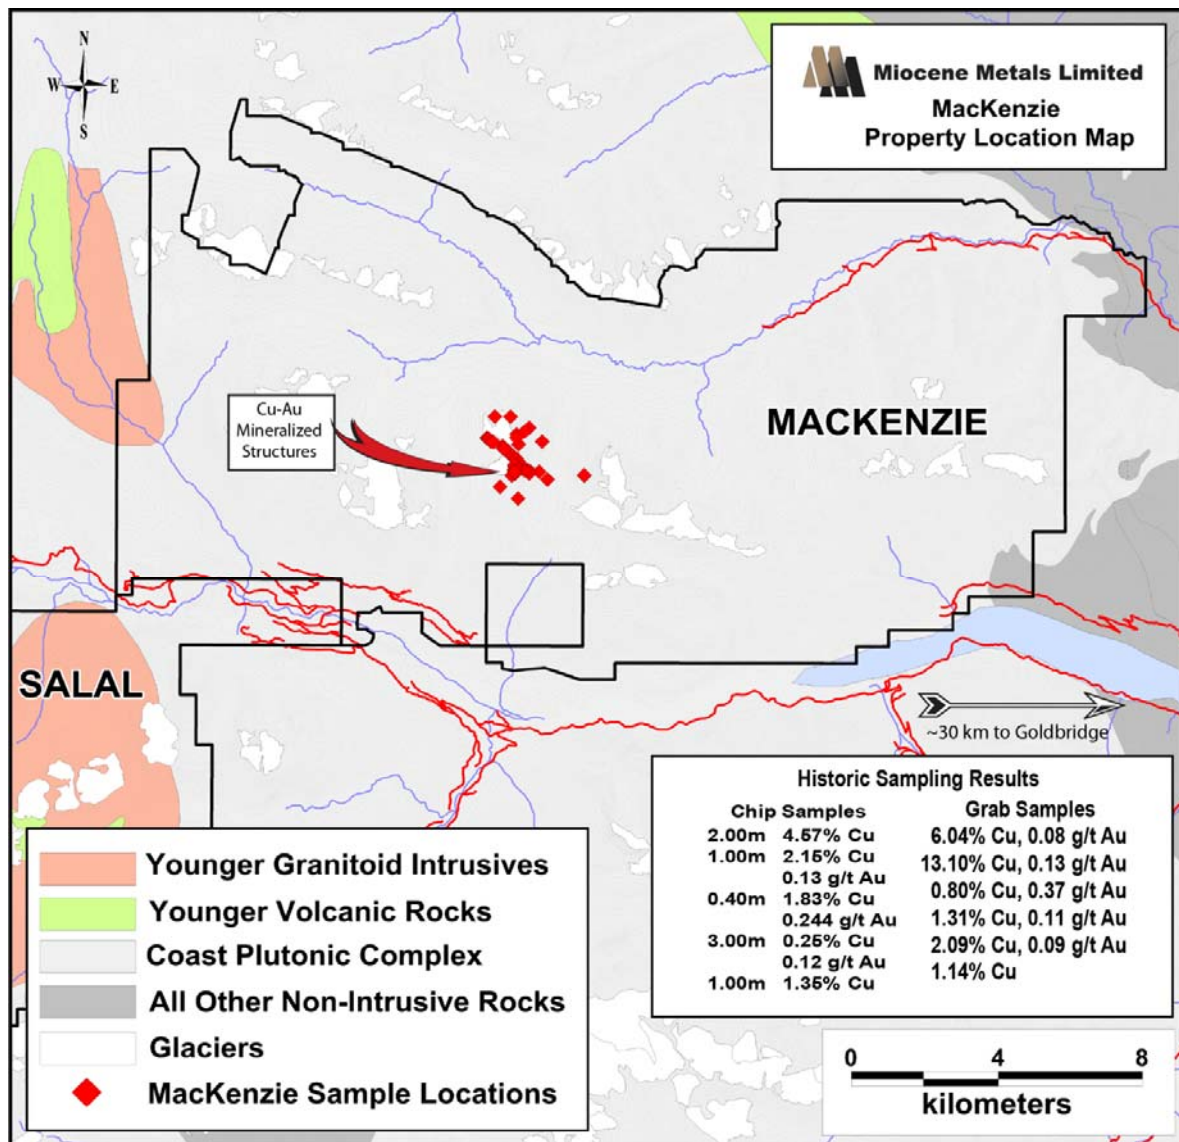 N
W E
S
Miocene Metals Limited
MacKenzie
Property Location Map
Cu-Au
Mineralized
Structures
MACKENZIE
SALAL
~30 km to Goldbridge
Historic Sampling Results
Chip Samples
2.00m 4.57% Cu
1.00m 2.15% Cu
0.13 g/t Au
0.40m 1.83% Cu
0.244 g/t Au
3.00m 0.25% Cu
0.12 g/t Au
1.00m 1.35% Cu
Grab Samples
6.04% Cu, 0.08 g/t Au
13.10% Cu, 0.13 g/t Au
0.80% Cu, 0.37 g/t Au
1.31% Cu, 0.11 g/t Au
2.09% Cu, 0.09 g/t Au
1.14% Cu
Younger Granitoid Intrusives
Younger Volcanic Rocks
Coast Plutonic Complex
All Other Non-Intrusive Rocks
Glaciers
MacKenzie Sample Locations
0 4 8
kilometers